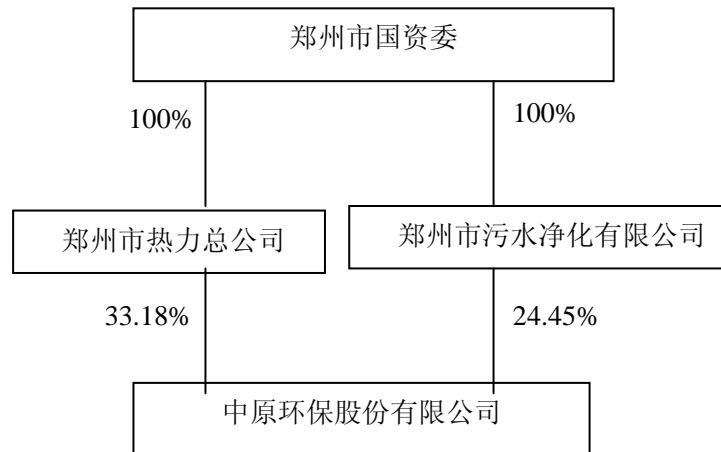 郑州市国资委
100%
100%
郑州市热力总公司
郑州市污水净化有限公司
33.18%
24.45%
中原环保股份有限公司